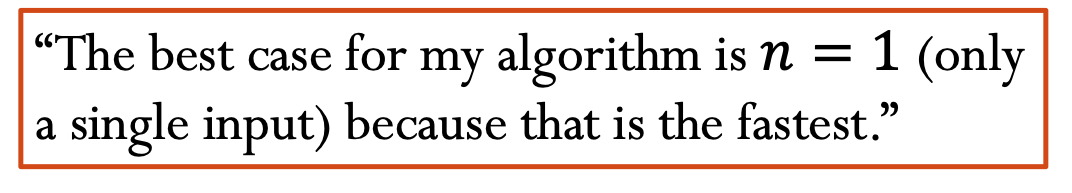 “The best case for my algorithm is n = 1 (only
a single input) because that is the fastest.”